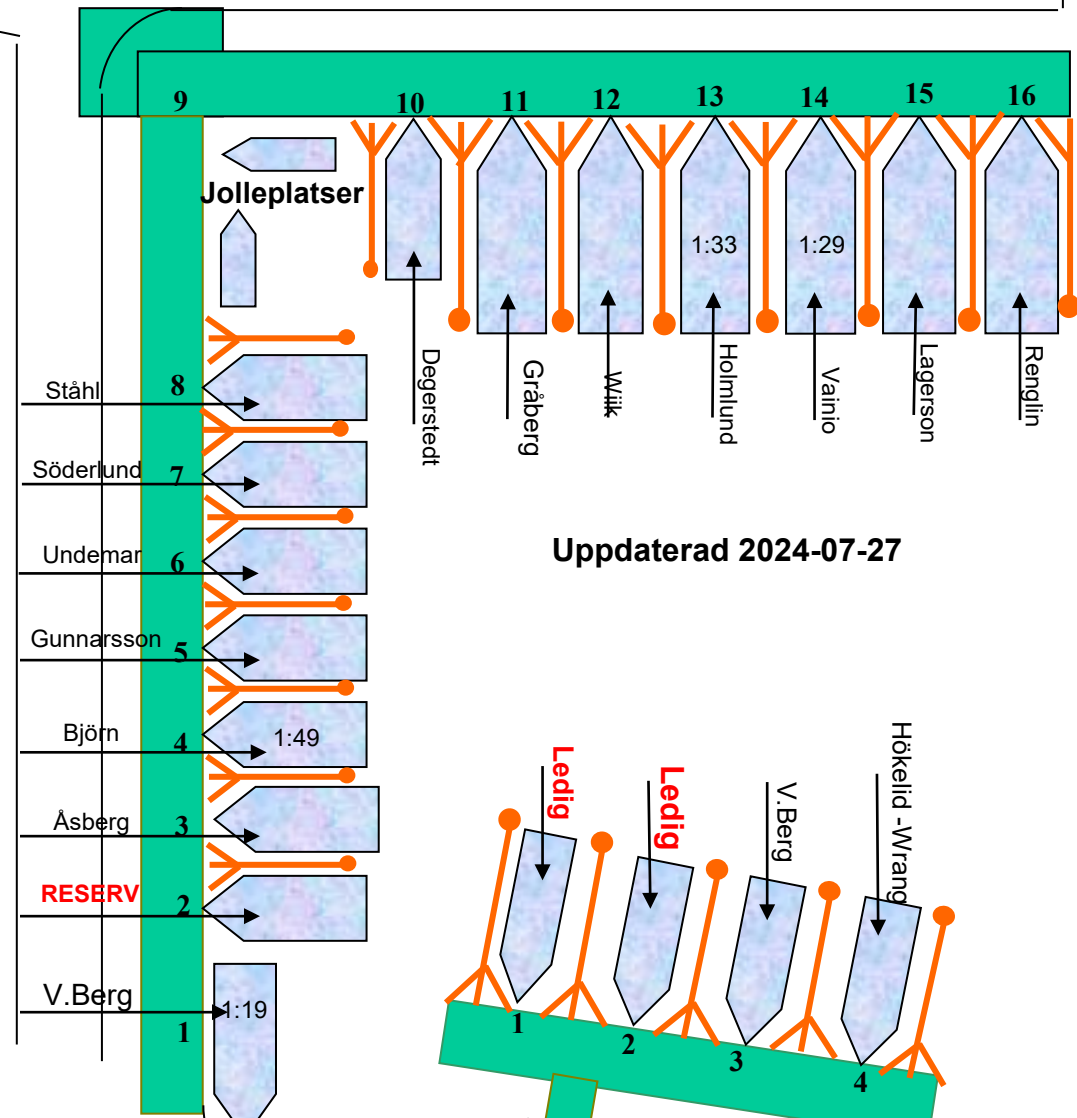 9
10
11
12
13
14
15
16
Jolleplatser
1:33
1:29
Degerstedt
Gråberg
Wiik
Holmlund
Vainio
Lagerson
Renglin
Ståhl
8
Söderlund
7
Undemar
6
Gunnarsson
5
Björn
4
1:49
Åsberg
3
RESERV
2
V.Berg
1:19
1
Uppdaterad 2024-07-27
Ledig
Ledig
V.Berg
Hökelid -Wrang
1
2
3
4